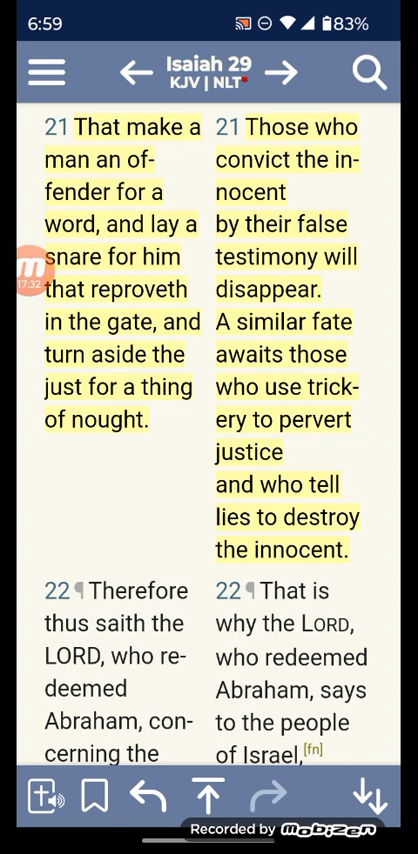 6:59
83%
Isaiah 29
KJV | NLT*
21 That make a
man an of-
fender for a
word, and lay a
snare for him
that reproveth
in the gate, and
turn aside the
just for a thing
of nought.
22 ¶ Therefore
thus saith the
LORD, who re-
deemed
Abraham, con-
cerning the
21 Those who
convict the in-
nocent
by their false
testimony will
disappear.
A similar fate
awaits those
who use trick-
ery to pervert
justice
and who tell
lies to destroy
the innocent.
22 ¶ That is
why the LORD,
who redeemed
Abraham, says
to the people
of Israel,[fn]
17:32
Recorded by mobizen